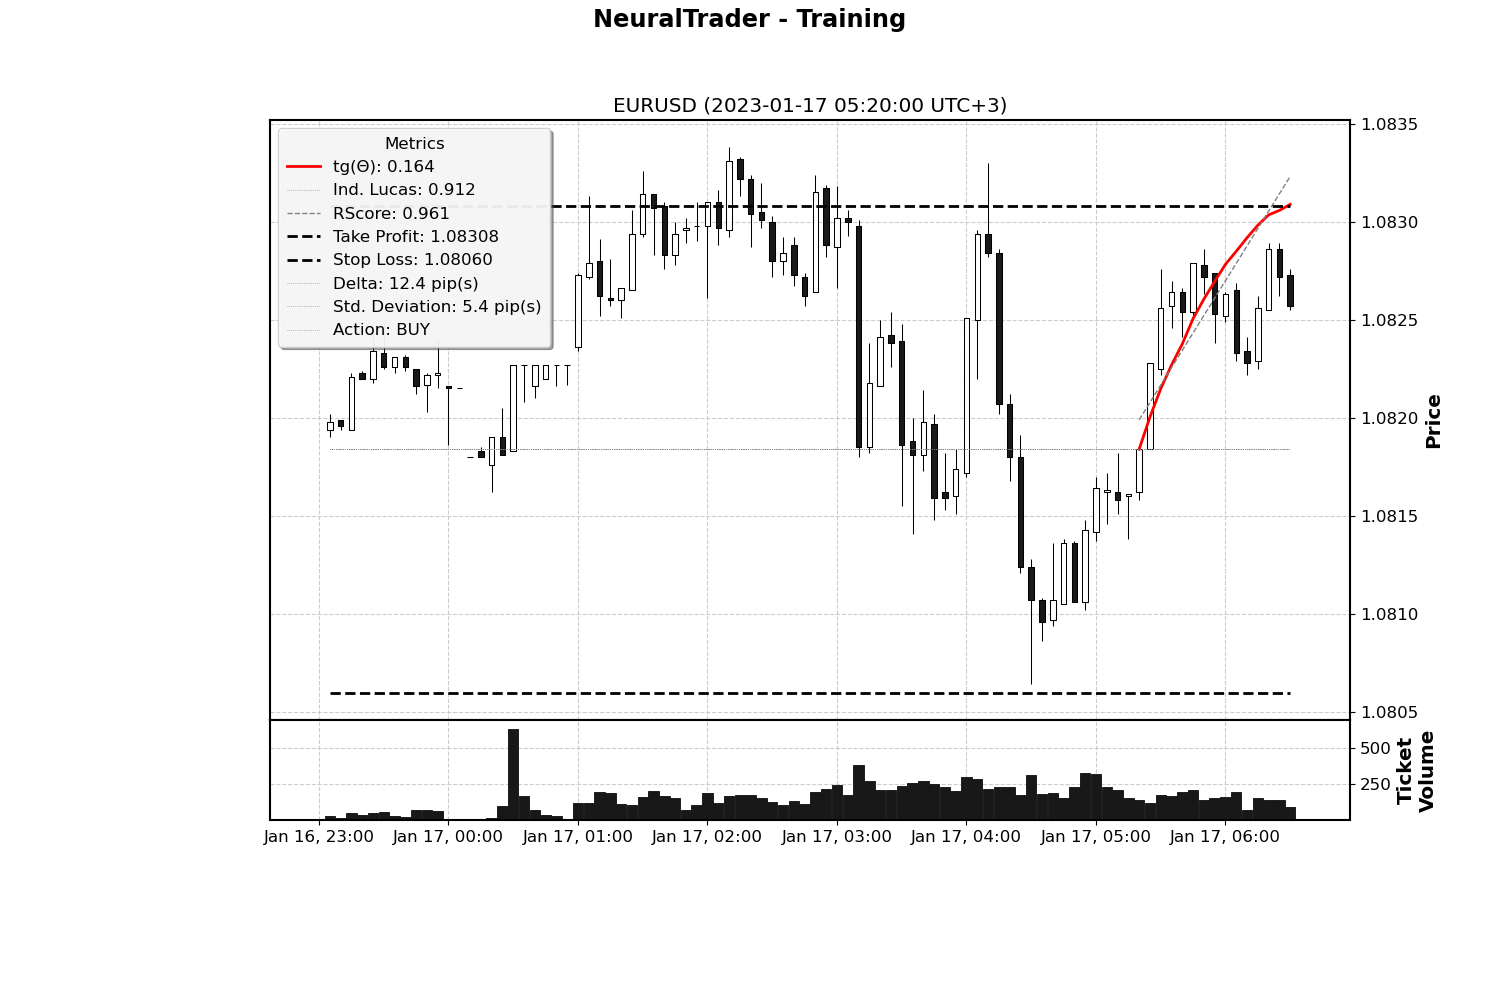 NeuralTrader - Training
EURUSD (2023-01-17 05:20:00 UTC+3)
Metrics
tg(Θ): 0.164
Ind. Lucas: 0.912
RScore: 0.961
Take Profit: 1.08308
Stop Loss: 1.08060
Delta: 12.4 pip(s)
Std. Deviation: 5.4 pip(s)
Action: BUY
1.0835
1.0830
1.0825
1.0820
1.0815
1.0810
1.0805
Price
500
250
Ticket
Volume
Jan 16, 23:00 Jan 17, 00:00 Jan 17, 01:00 Jan 17, 02:00 Jan 17, 03:00 Jan 17, 04:00 Jan 17, 05:00 Jan 17, 06:00